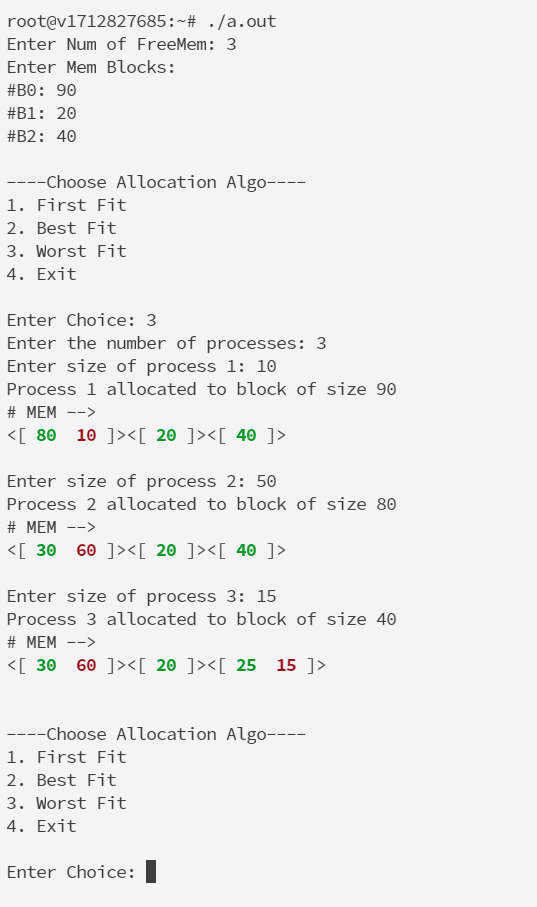 root@v1712827685:~# ./a.out
Enter Num of FreeMem: 3
Enter Mem Blocks:
#B0: 90
#B1: 20
#B2: 40
----Choose Allocation Algo----
1. First Fit
2. Best Fit
3. Worst Fit
4. Exit
Enter Choice: 3
Enter the number of processes: 3
Enter size of process 1: 10
Process 1 allocated to block of size 90
# MEM -->
<[ 80  10 ]><[ 20 ]><[ 40 ]>
Enter size of process 2: 50
Process 2 allocated to block of size 80
# MEM -->
<[ 30  60 ]><[ 20 ]><[ 40 ]>
Enter size of process 3: 15
Process 3 allocated to block of size 40
# MEM -->
<[ 30  60 ]><[ 20 ]><[ 25  15 ]>
----Choose Allocation Algo----
1. First Fit
2. Best Fit
3. Worst Fit
4. Exit
Enter Choice: